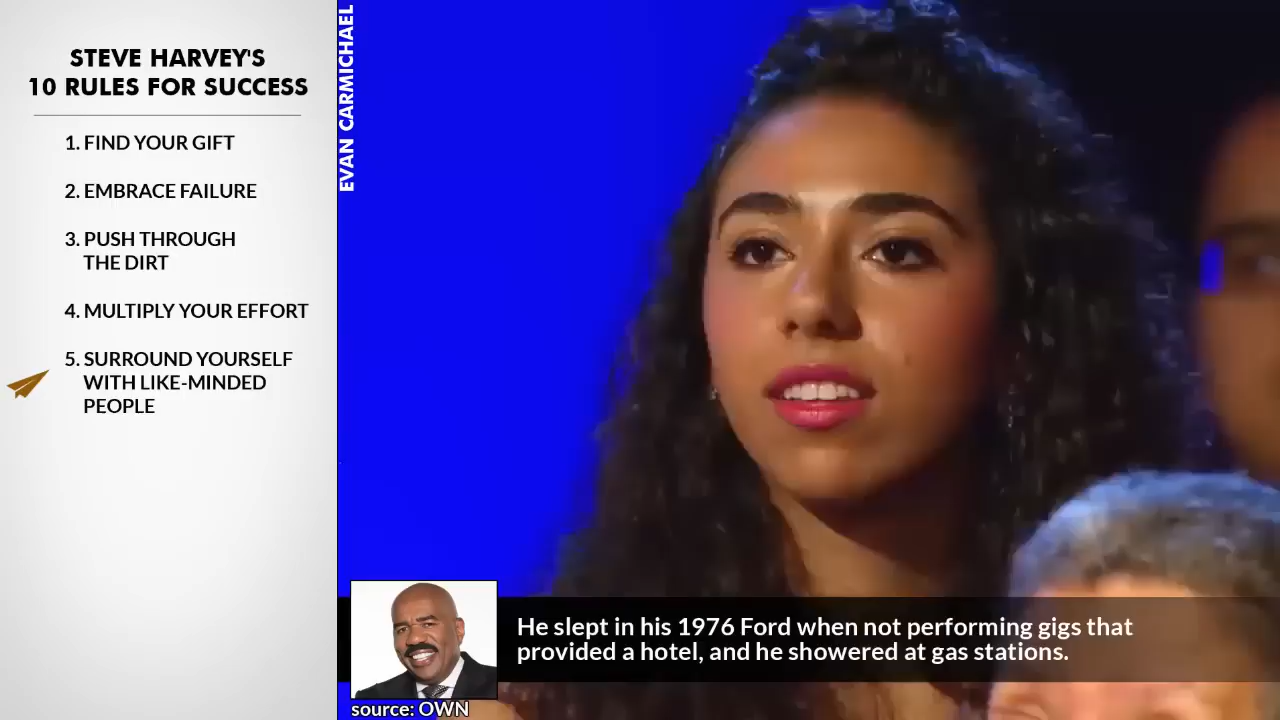 STEVE HARVEY'S
10 RULES FOR SUCCESS
1. FIND YOUR GIFT
2. EMBRACE FAILURE
3. PUSH THROUGH
THE DIRT
4. MULTIPLY YOUR EFFORT
5. SURROUND YOURSELF
WITH LIKE-MINDED
PEOPLE
EVAN CARMICHAEL
He slept in his 1976 Ford when not performing gigs that
provided a hotel, and he showered at gas stations.
source: OWN